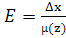 E = Δx / μ(z)